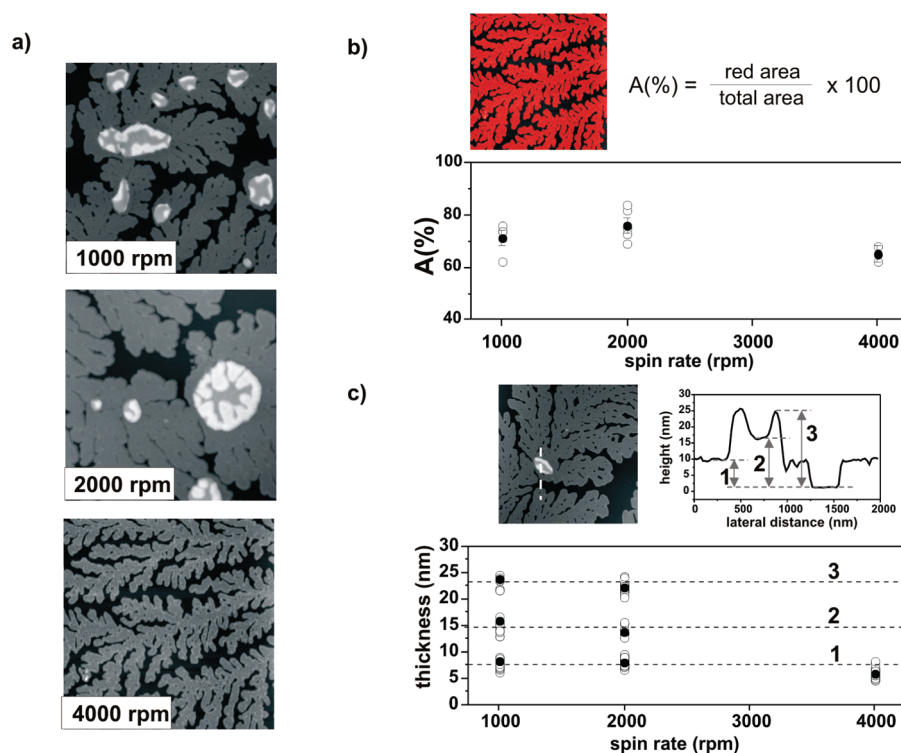 a)
1000 rpm
2000 rpm
4000 rpm
b)
A(%) = red area / total area x 100
100
80
60
40
A(%)
1000 2000 3000 4000
spin rate (rpm)
c)
25
20
15
10
5
0
height (nm)
1 2 3
0 500 1000 1500 2000
lateral distance (nm)
30
25
20
15
10
5
0
thickness (nm)
3
2
1
1000 2000 3000 4000
spin rate (rpm)